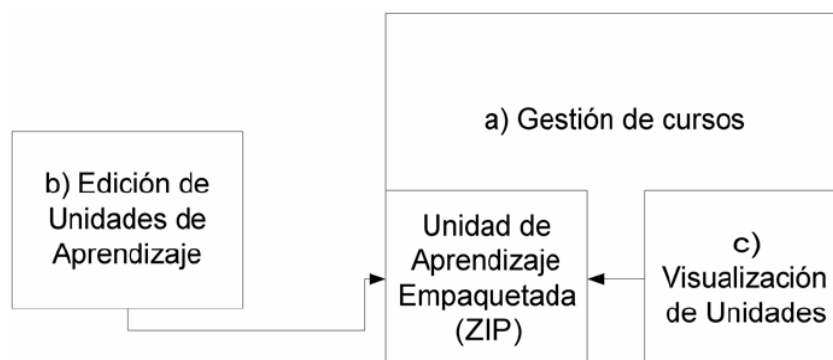 a) Gestión de cursos
b) Edición de
Unidades de
Aprendizaje
Unidad de
Aprendizaje
Empaquetada
(ZIP)
c)
Visualización
de Unidades